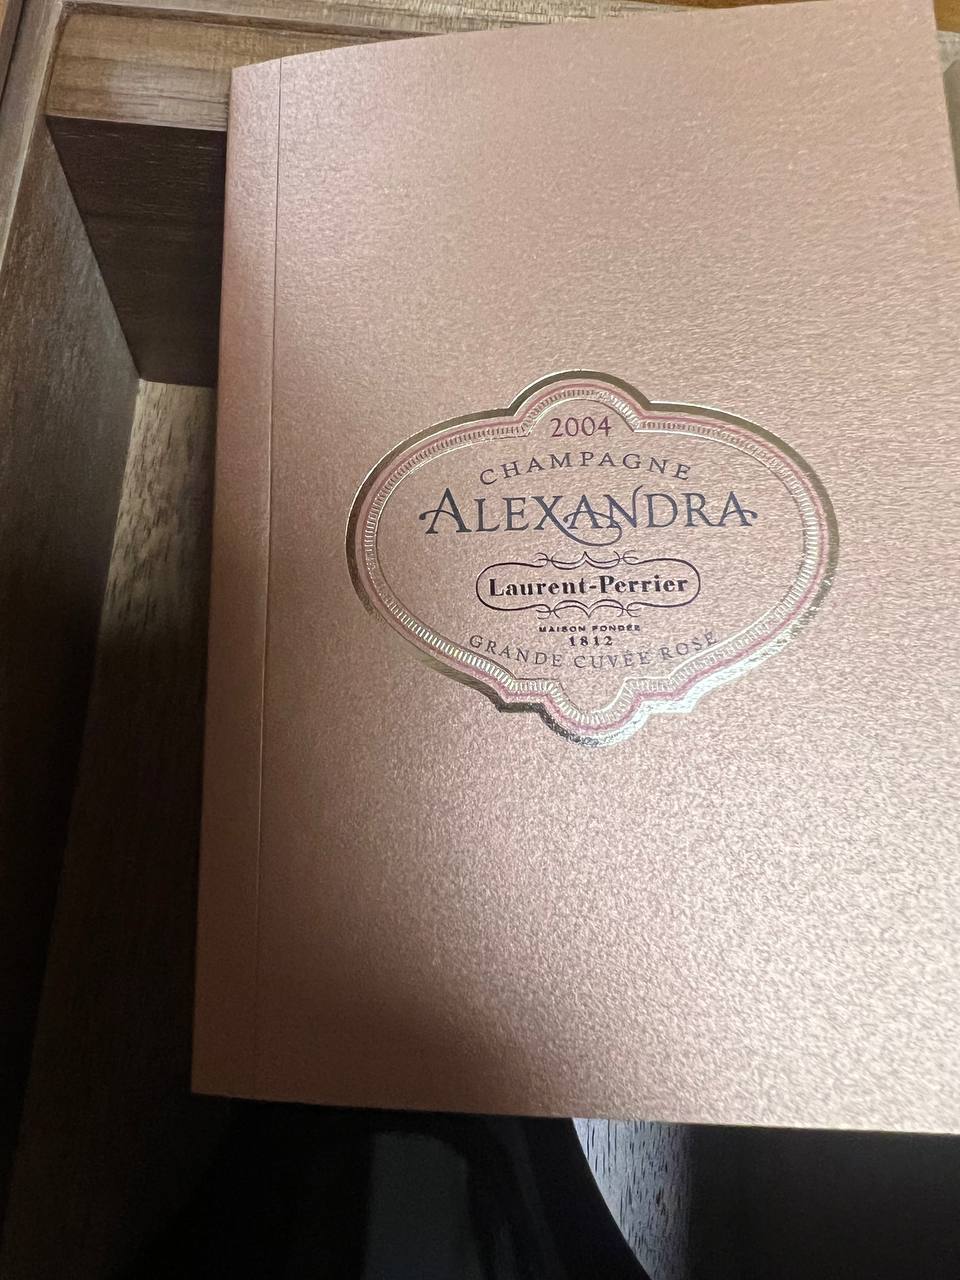 2004
CHAMPAGNE
ALEXANDRA
Laurent-Perrier
MAISON FONDÉE
1812
GRANDE CUVÉE ROSÉ